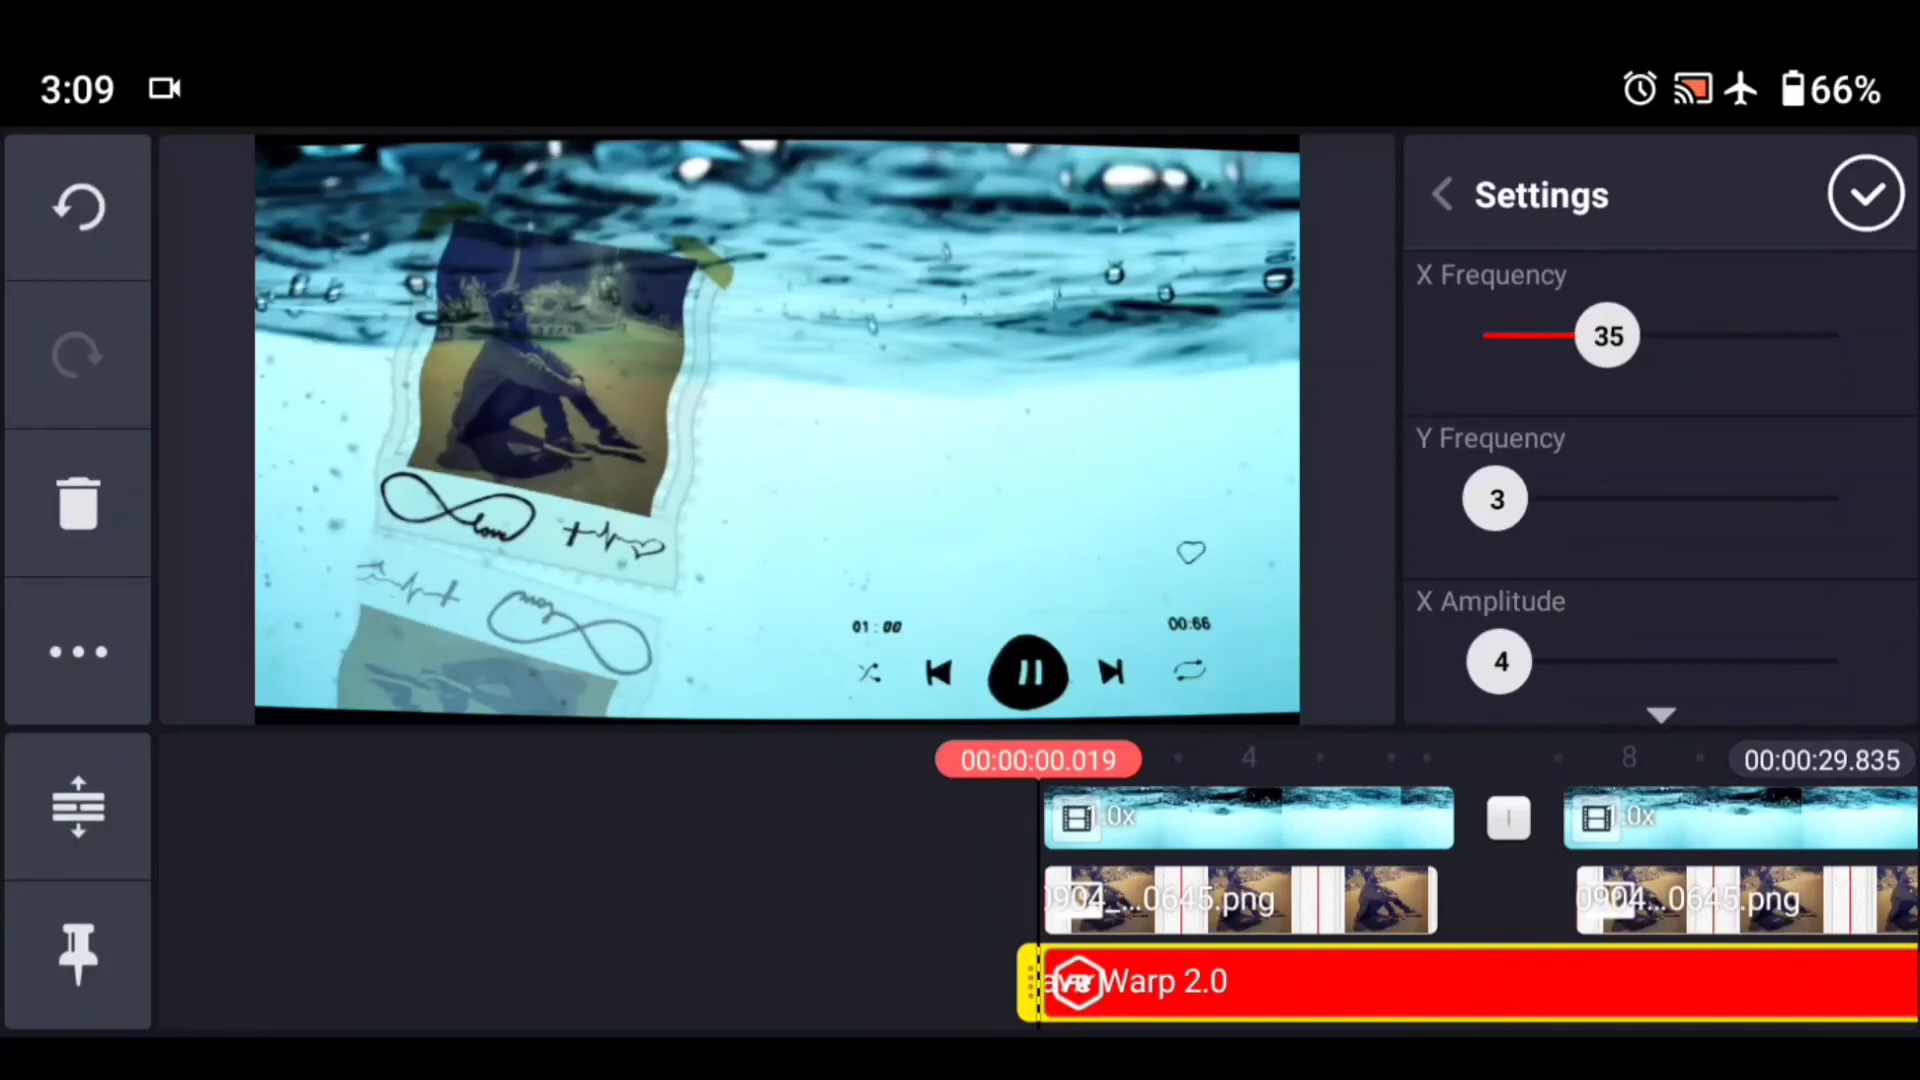 3:09
66%
Settings
X Frequency
35
Y Frequency
3
X Amplitude
4
love
01 : 00
00:66
00:00:00.019
4
8
00:00:29.835
1.0x
1.0x
0904_...0645.png
0904...0645.png
Warp 2.0